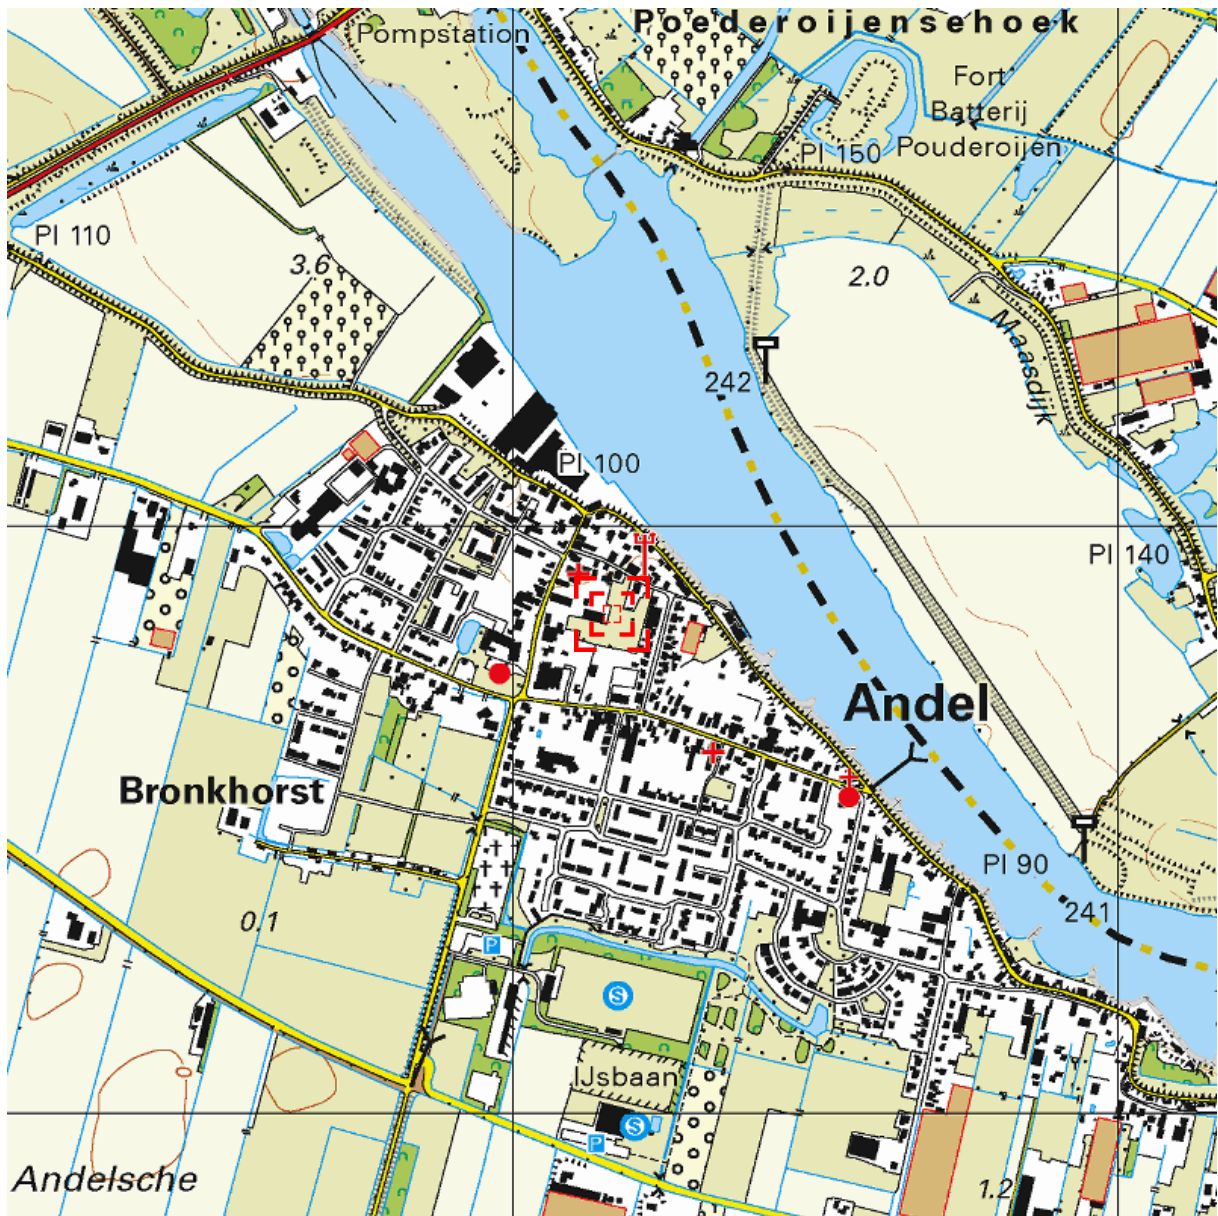 Poederoijensehoek
Pompstation
Fort
Batterij
Pouderoijen
Pl 150
Pl 110
3.6
2.0
Maasdijk
242
Pl 100
Pl 140
Andel
Bronkhorst
Pl 90
241
0.1
P
S
IJsbaan
S
P
Andelsche
1.2